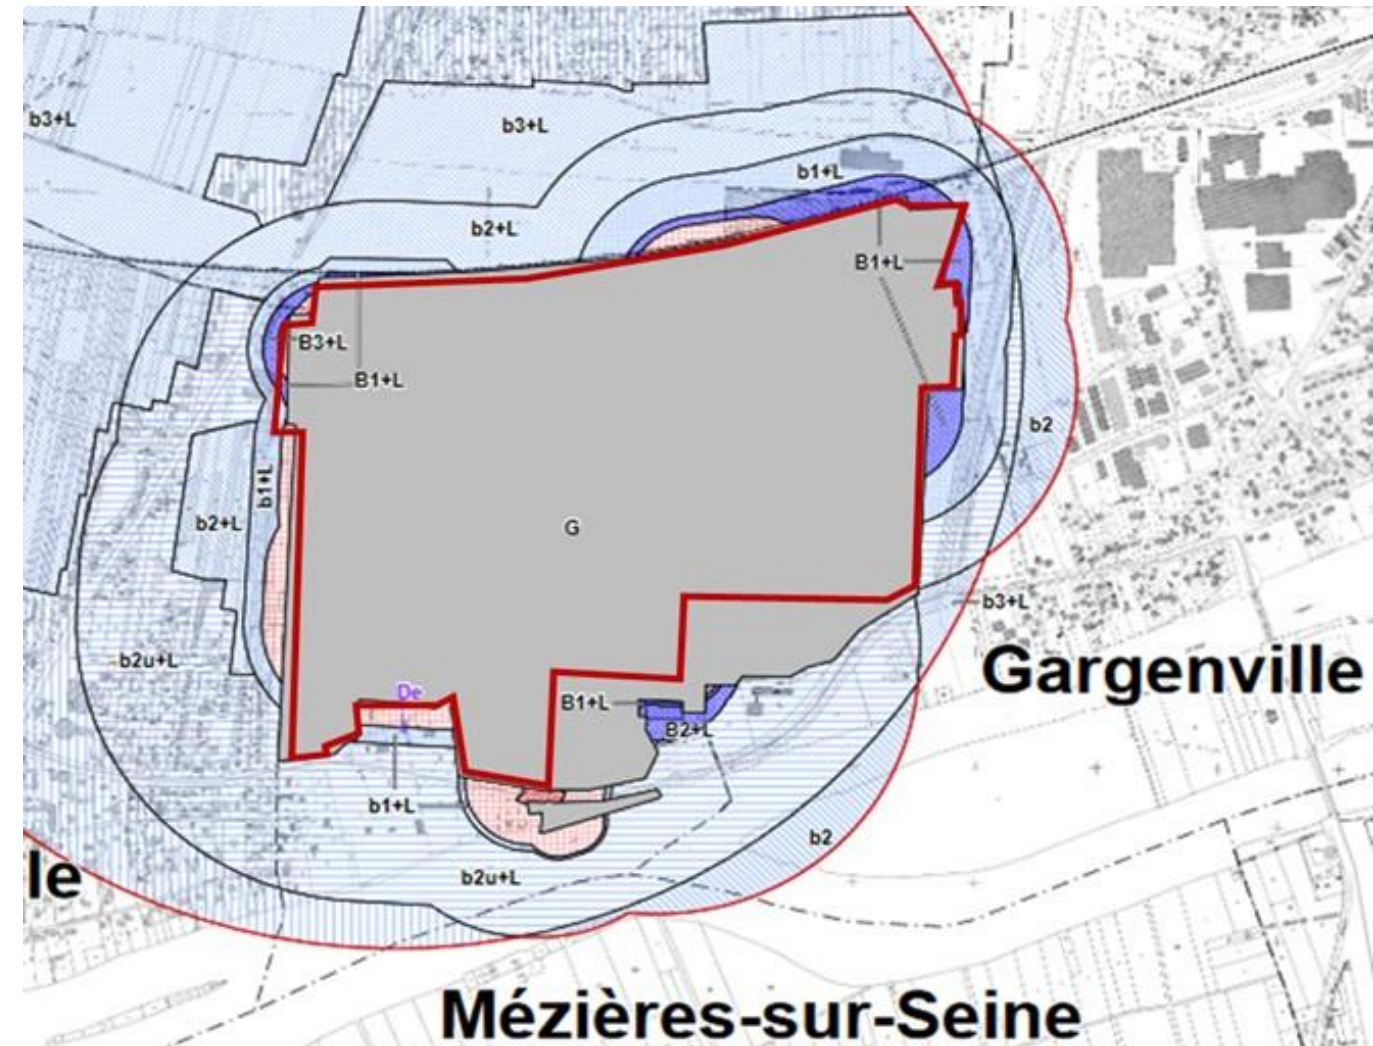 b3+L
b3+L
b1+L
b2+L
B1+L
B3+L
B1+L
b2
b1+L
b2+L
G
b3+L
b2u+L
Gargenville
De
B1+L
B2+L
b1+L
b2
le
b2u+L
Mézières-sur-Seine